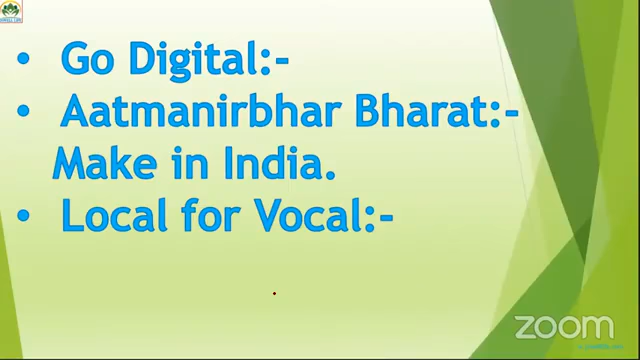 • Go Digital:-
• Aatmanirbhar Bharat:-
Make in India.
• Local for Vocal:-
zoom